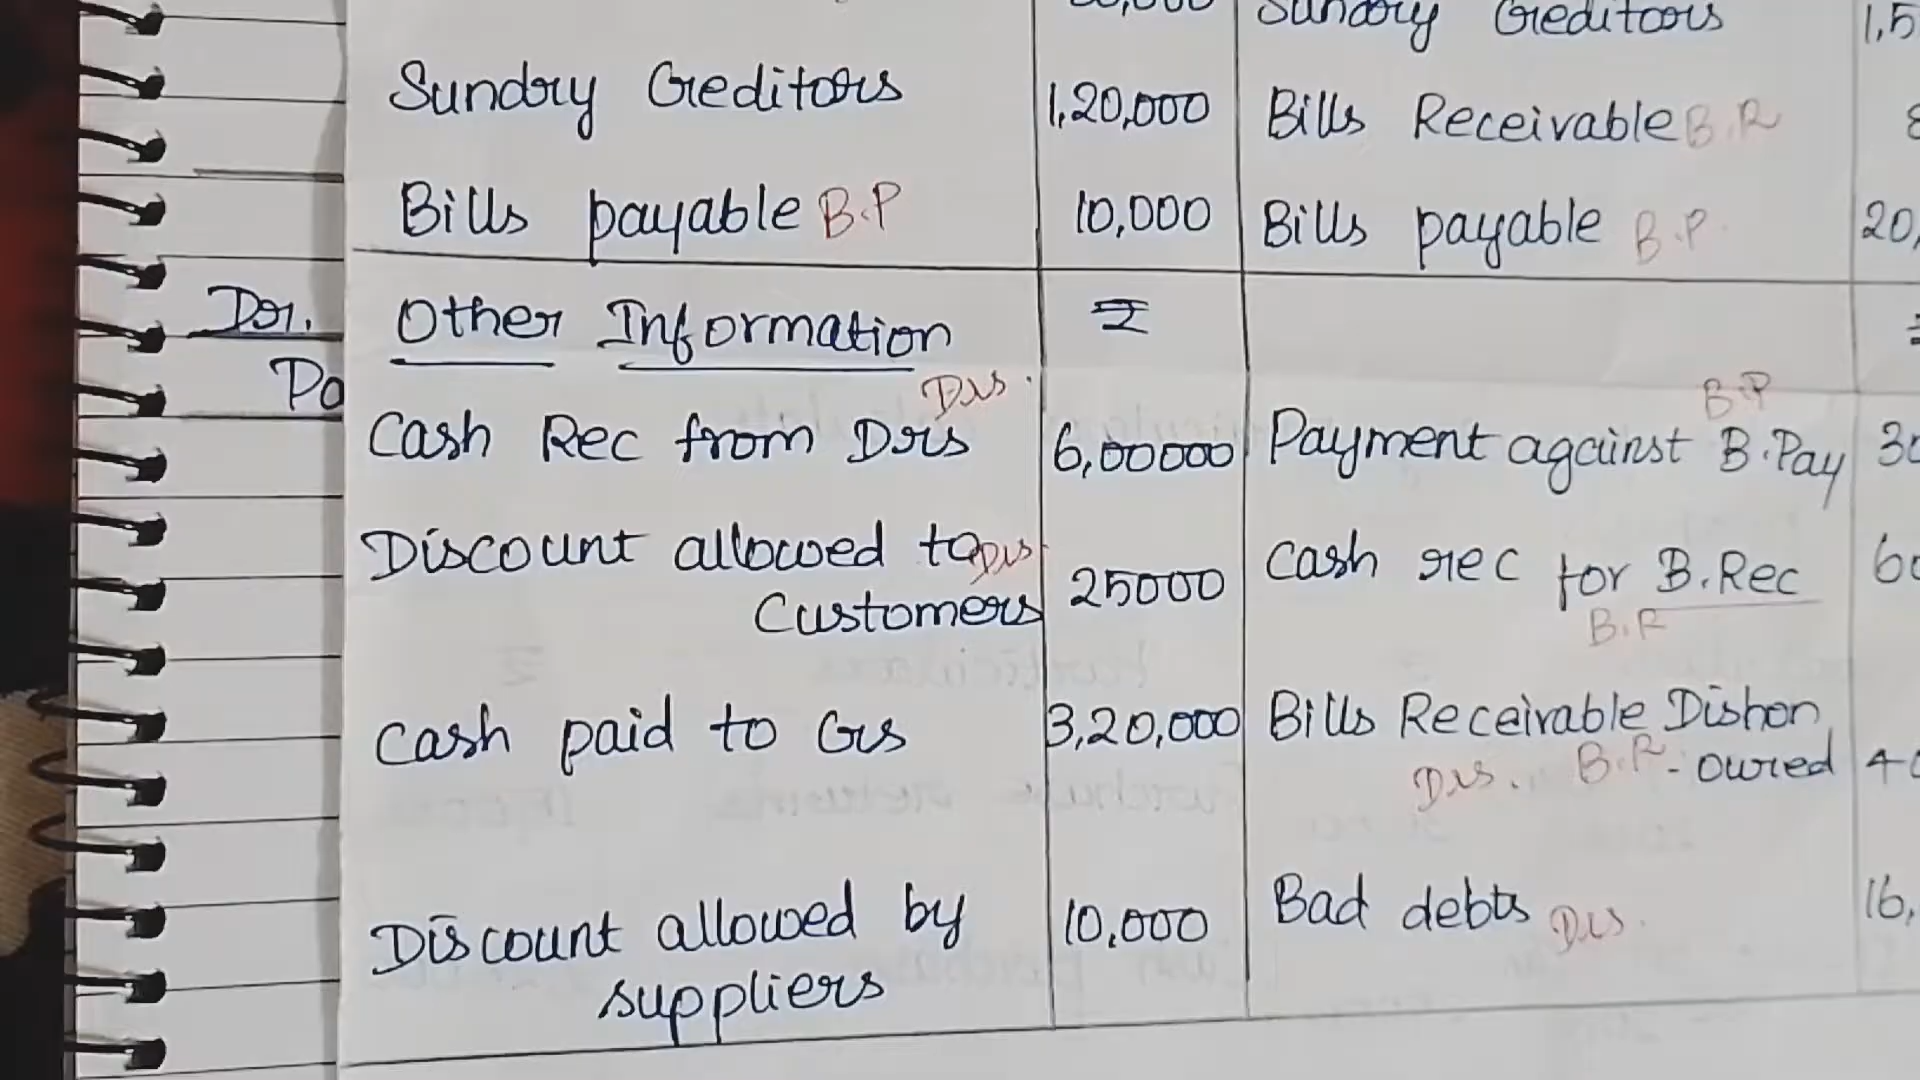 Sundry Creditors
Sundry Creditors 1,20,000 Bills Receivable B.R
Bills payable B.P 10,000 Bills payable B.P. 20,
Dr. Other Information ₹
Drs.
B.P
Cash Rec from Drs 6,00000 Payment against B.Pay
Discount allowed to Drs
Customers 25000 Cash rec for B.Rec
B.R
Cash paid to Crs 3,20,000 Bills Receivable Dishon
Drs. B.R - oured
Discount allowed by 10,000 Bad debts Drs. 16,
suppliers